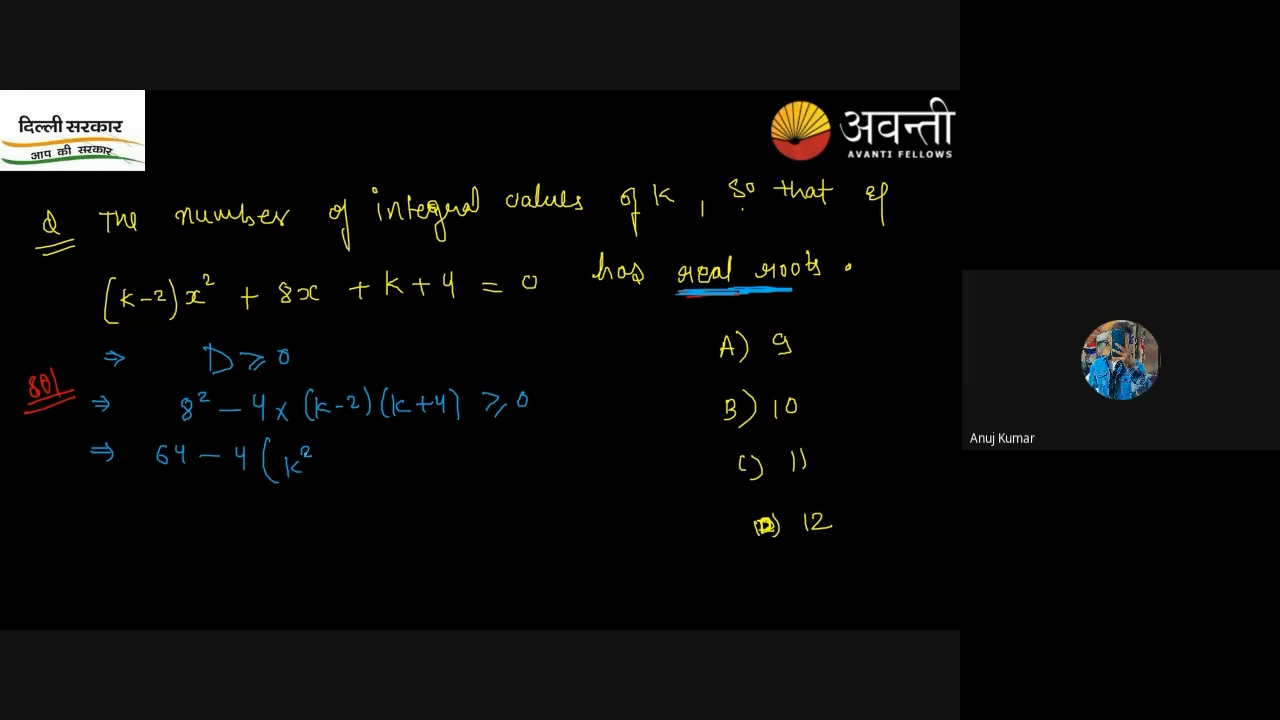 दिल्ली सरकार
आप की सरकार
अवन्ती
AVANTI FELLOWS
Q The number of integral values of K, so that eq
(k-2)x² + 8x + k+4 = 0 has real roots.
A) 9
B) 10
C) 11
D) 12
Sol
⇒ D ≥ 0
⇒ 8² - 4 × (k-2)(k+4) ≥ 0
⇒ 64 - 4 (k²
Anuj Kumar